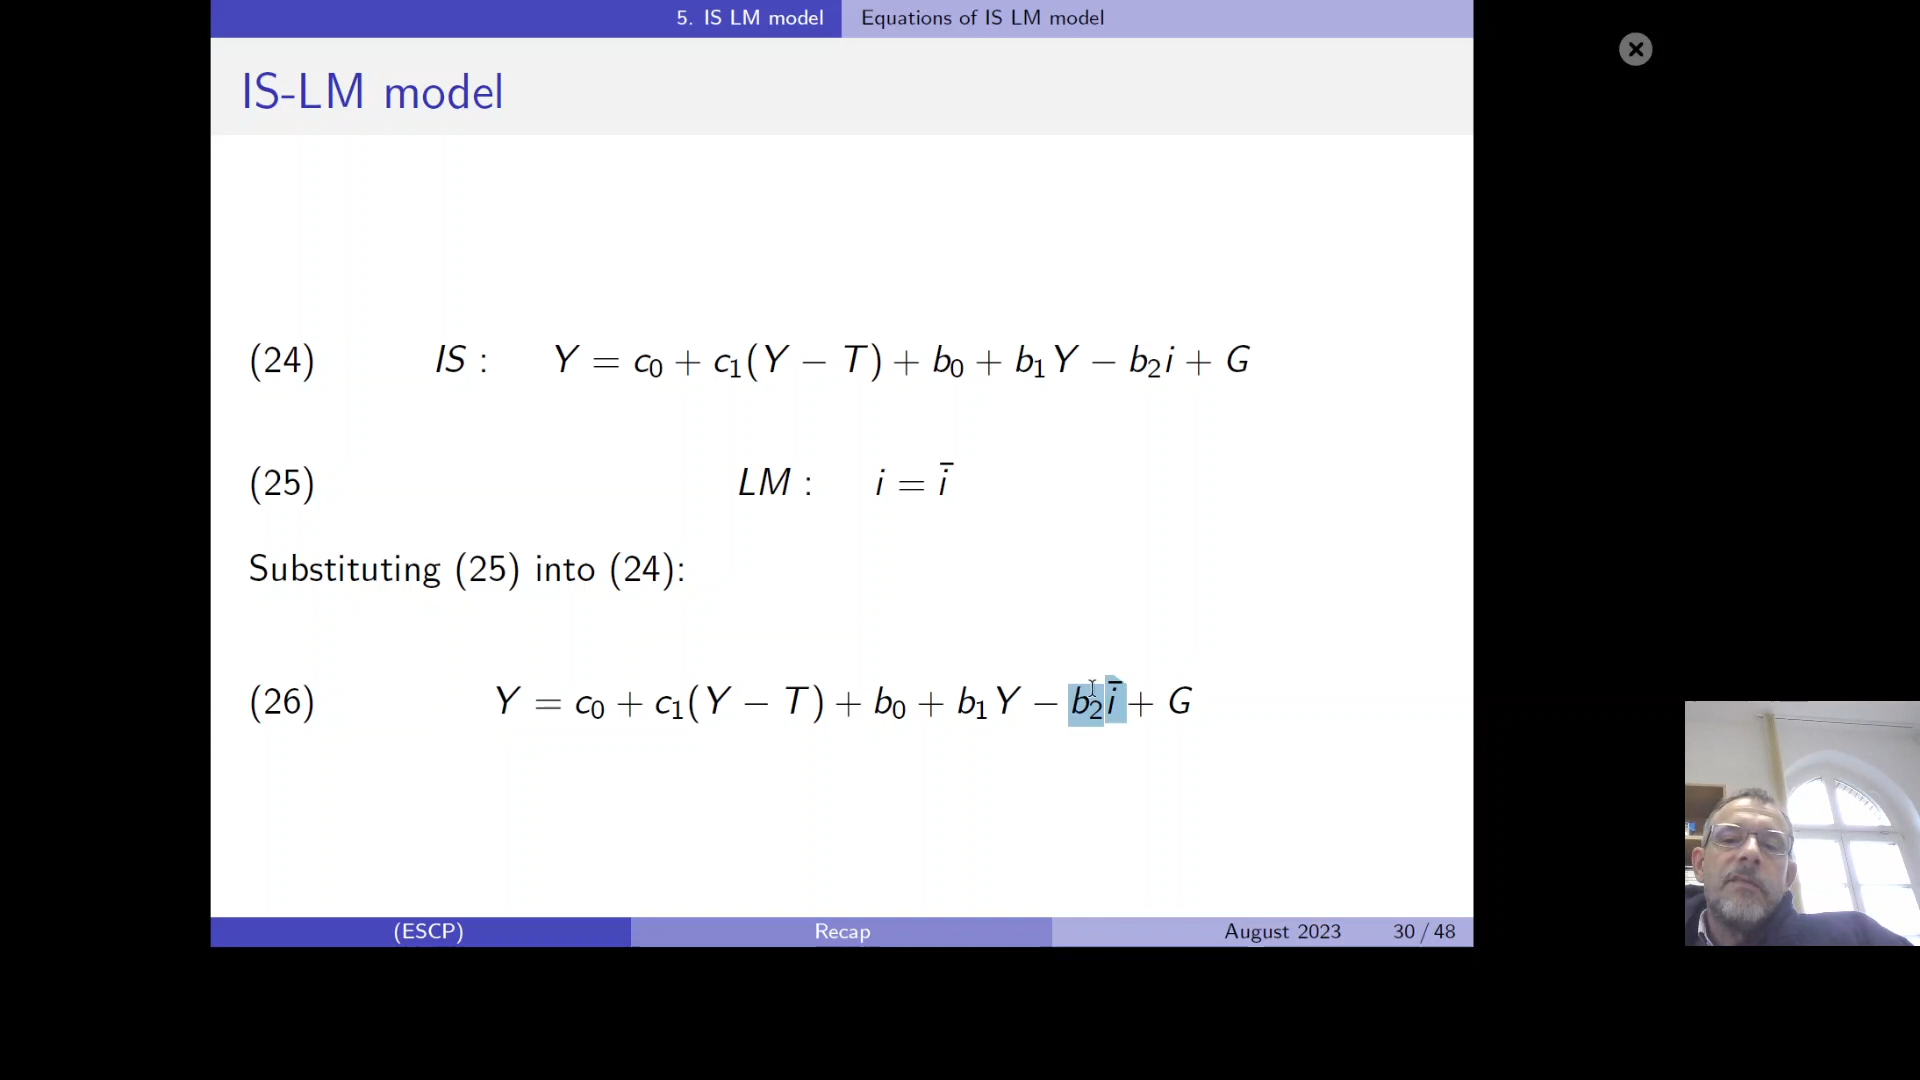 5. IS LM model Equations of IS LM model
IS-LM model
(24) IS : Y = c₀ + c₁(Y − T) + b₀ + b₁Y − b₂i + G
(25) LM : i = i̅
Substituting (25) into (24):
(26) Y = c₀ + c₁(Y − T) + b₀ + b₁Y − b₂i̅ + G
(ESCP) Recap August 2023 30 / 48